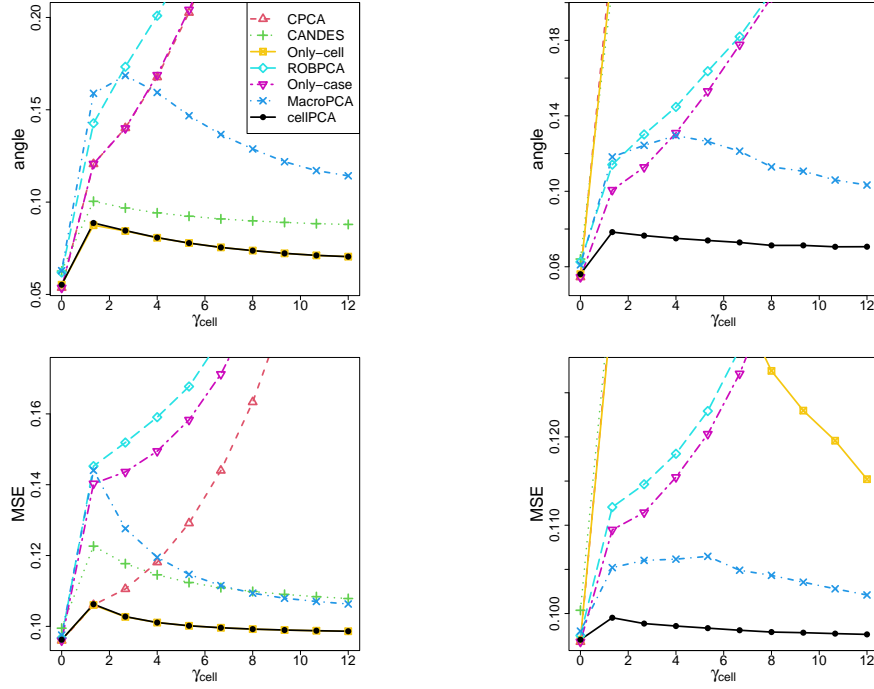 angle
0.20
0.15
0.10
0.05
CPCA
CANDES
Only−cell
ROBPCA
Only−case
MacroPCA
cellPCA
0 2 4 6 8 10 12
γcell
angle
0.18
0.14
0.10
0.06
0 2 4 6 8 10 12
γcell
MSE
0.16
0.14
0.12
0.10
0 2 4 6 8 10 12
γcell
MSE
0.120
0.110
0.100
0 2 4 6 8 10 12
γcell